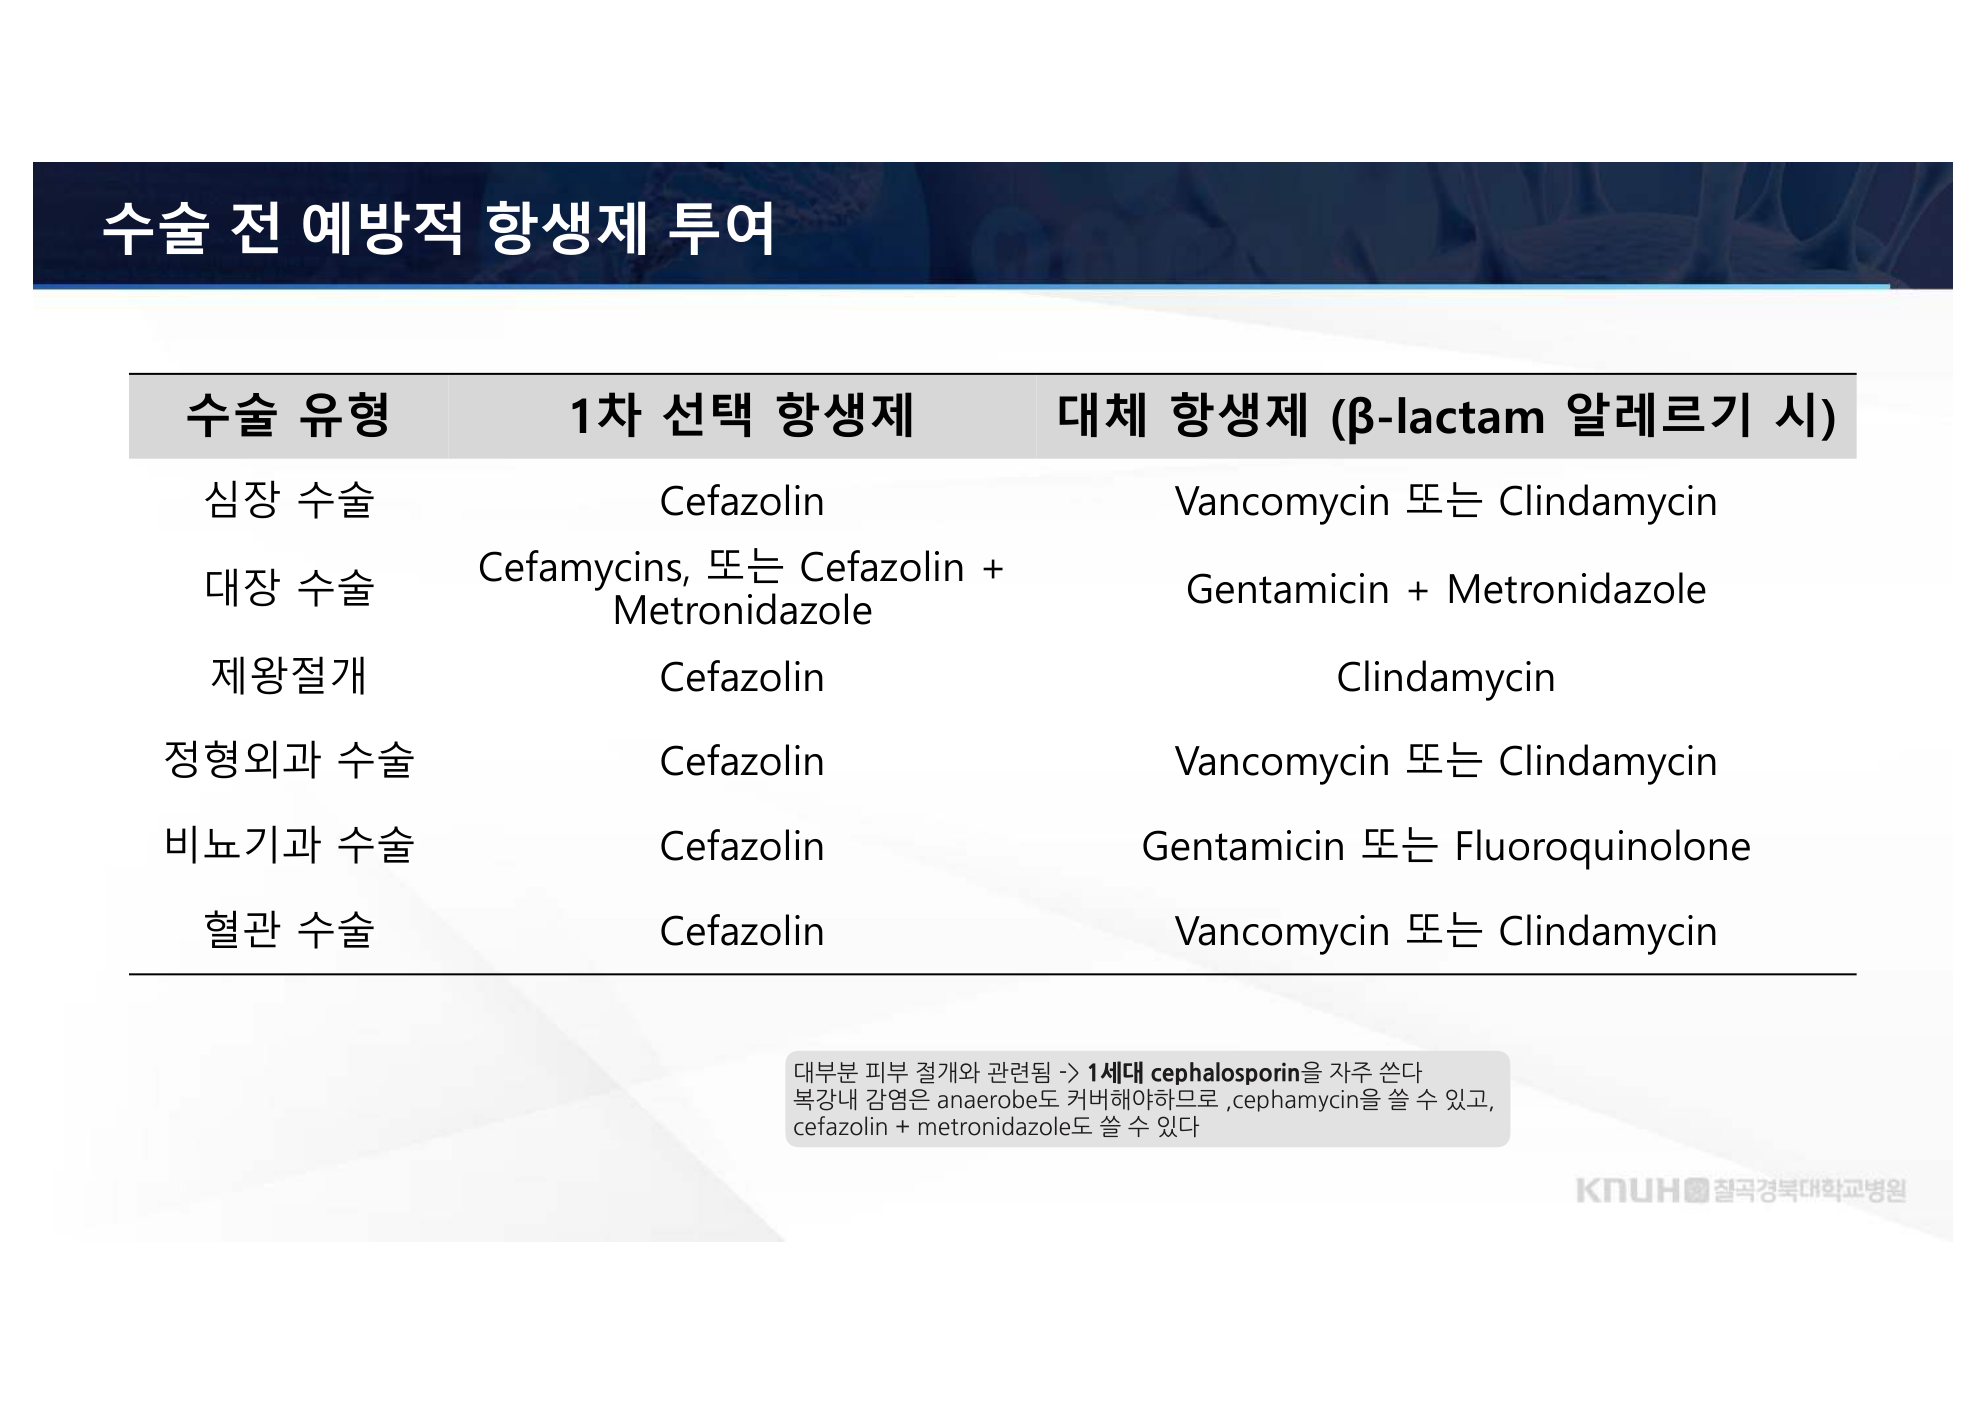 수술 전 예방적 항생제 투여
수술 유형 1차 선택 항생제 대체 항생제 (β-lactam 알레르기 시)
심장 수술 Cefazolin Vancomycin 또는 Clindamycin
대장 수술 Cefamycins, 또는 Cefazolin +
Metronidazole Gentamicin + Metronidazole
제왕절개 Cefazolin Clindamycin
정형외과 수술 Cefazolin Vancomycin 또는 Clindamycin
비뇨기과 수술 Cefazolin Gentamicin 또는 Fluoroquinolone
혈관 수술 Cefazolin Vancomycin 또는 Clindamycin
대부분 피부 절개와 관련됨 -> 1세대 cephalosporin을 자주 쓴다
복강내 감염은 anaerobe도 커버해야하므로 ,cephamycin을 쓸 수 있고,
cefazolin + metronidazole도 쓸 수 있다
KNUH 칠곡경북대학교병원